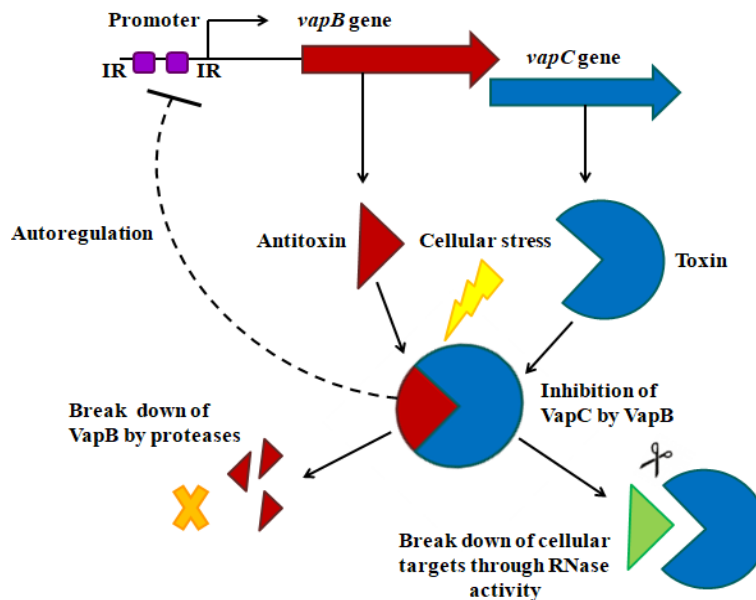 Promoter
vapB gene
IR
IR
vapC gene
Autoregulation
Antitoxin
Cellular stress
Toxin
Inhibition of
VapC by VapB
Break down of
VapB by proteases
Break down of cellular
targets through RNase
activity